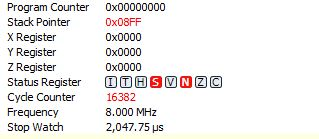 Program Counter 0x00000000
Stack Pointer 0x08FF
X Register 0x0000
Y Register 0x0000
Z Register 0x0000
Status Register I T H S V N Z C
Cycle Counter 16382
Frequency 8.000 MHz
Stop Watch 2,047.75 µs